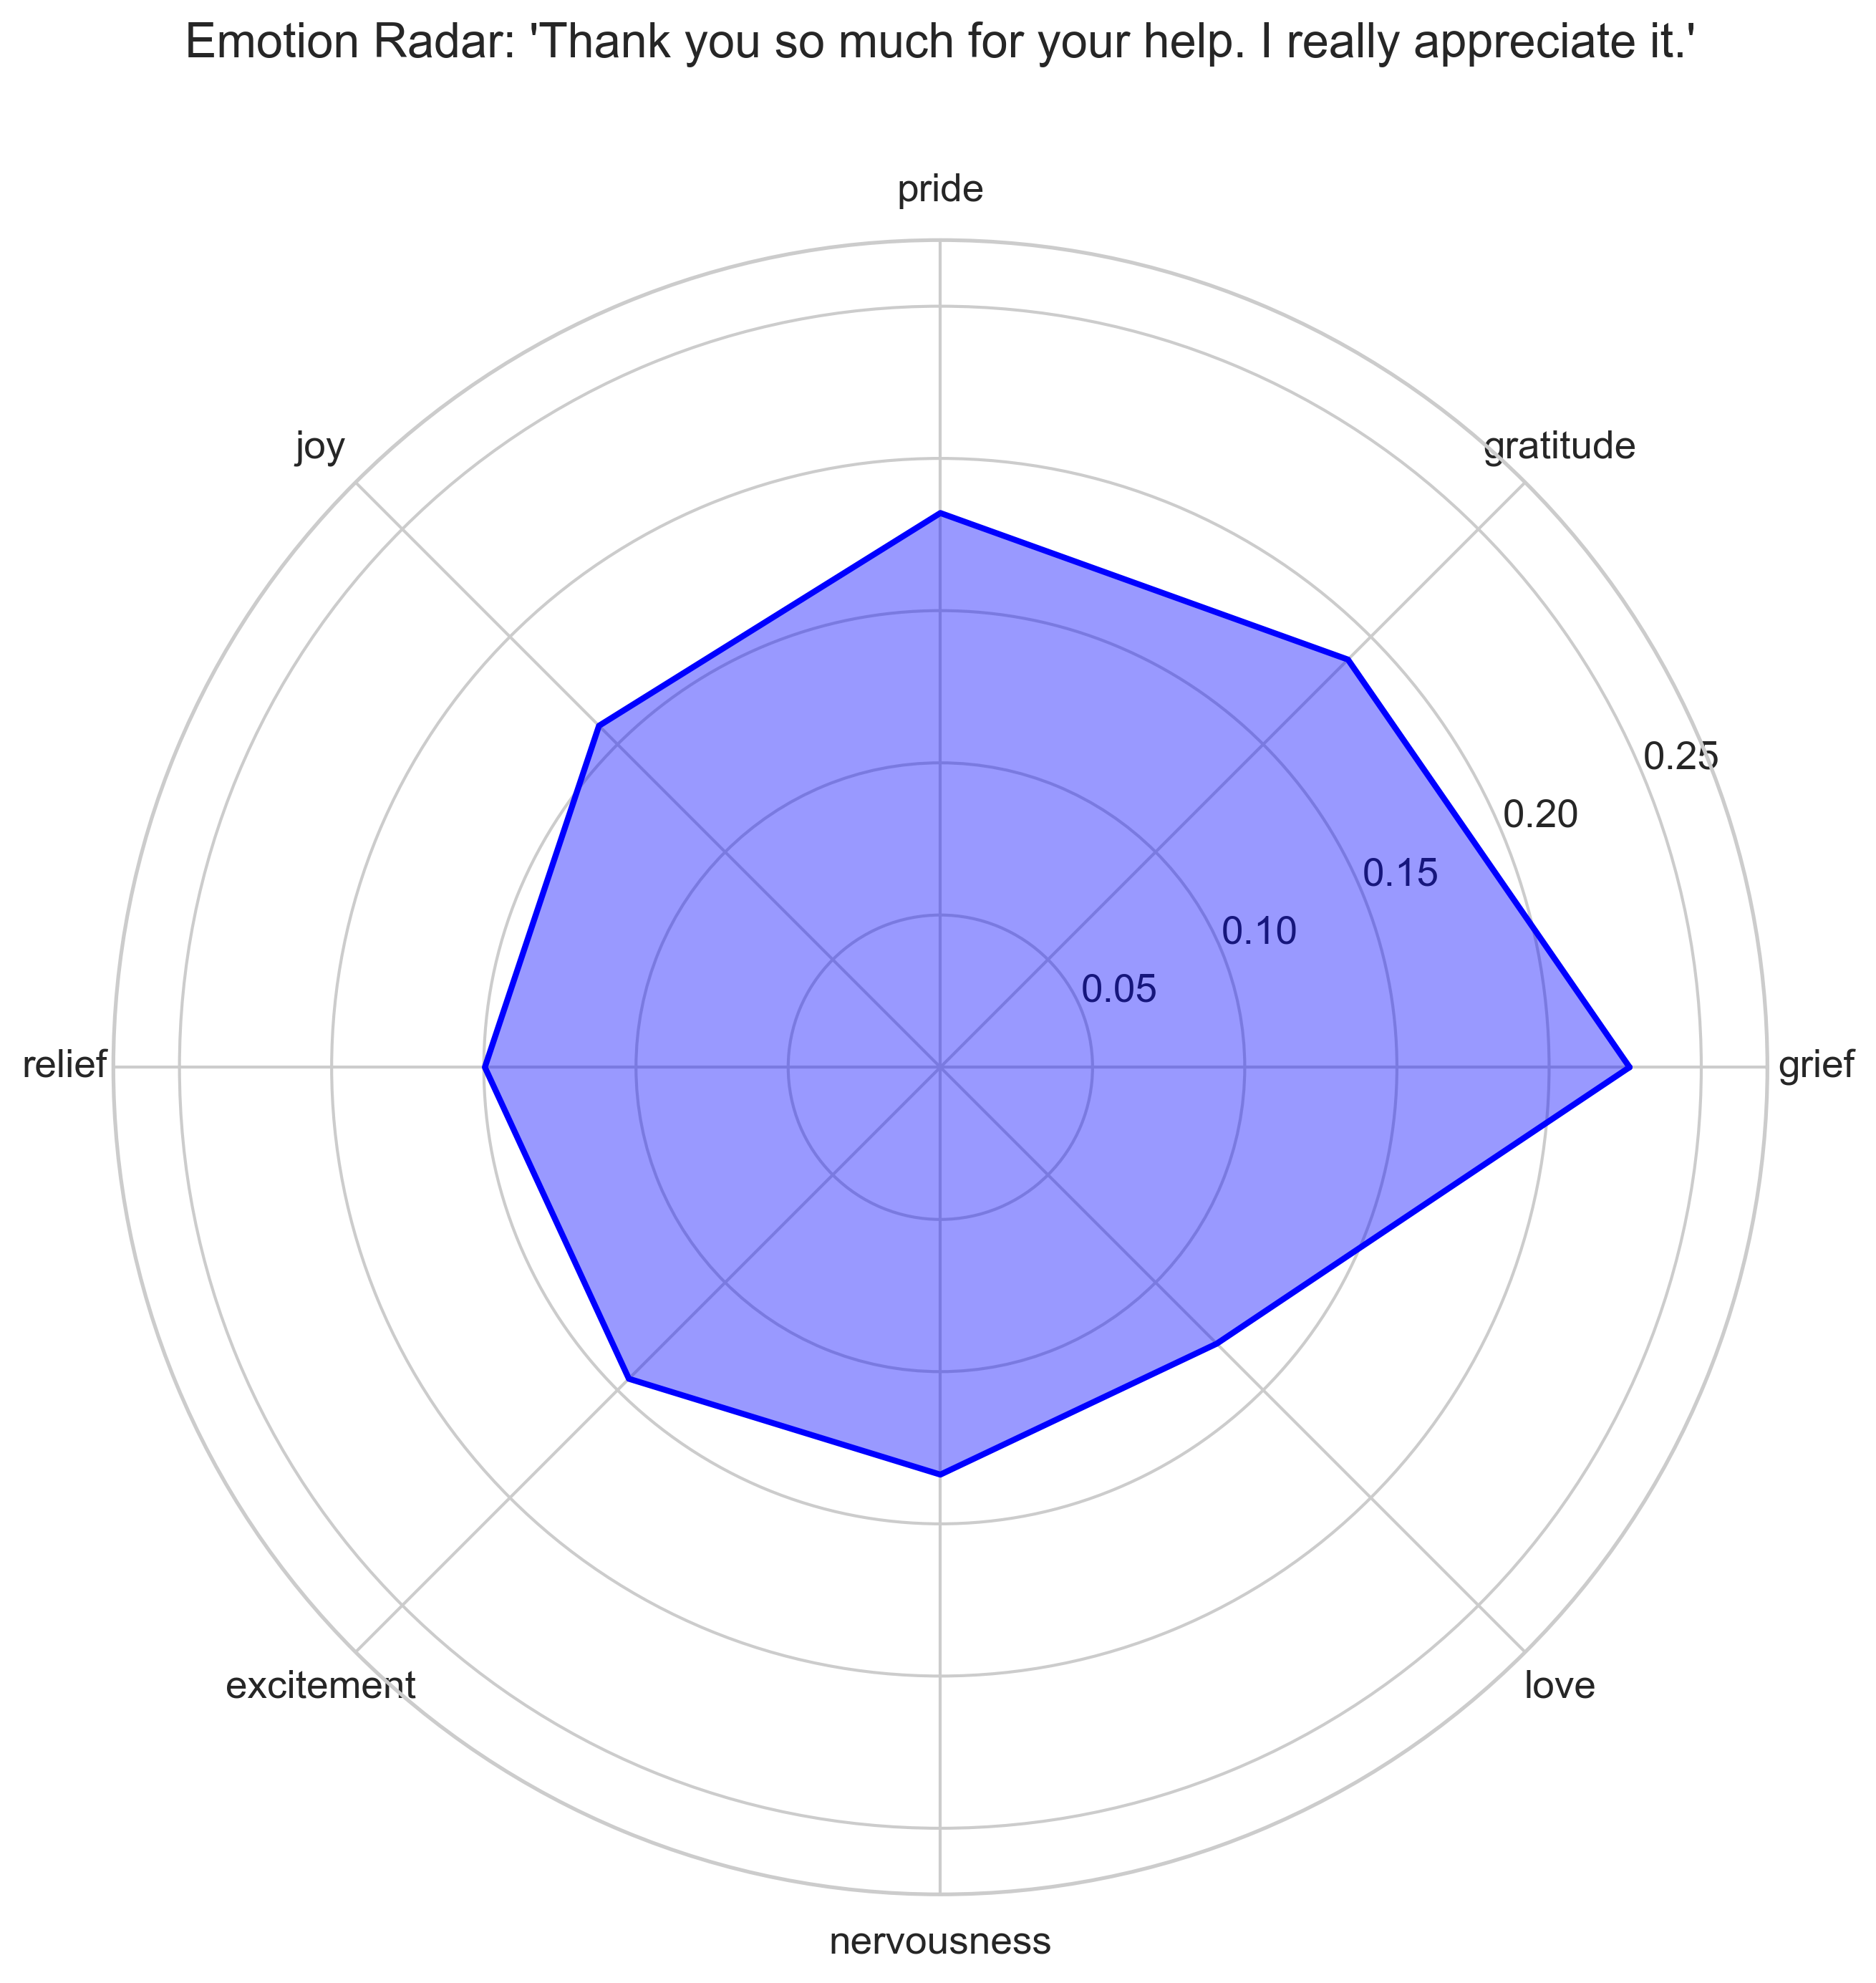 Emotion Radar: 'Thank you so much for your help. I really appreciate it.'
pride
joy
gratitude
0.25
0.20
0.15
0.10
0.05
relief
grief
excitement
love
nervousness